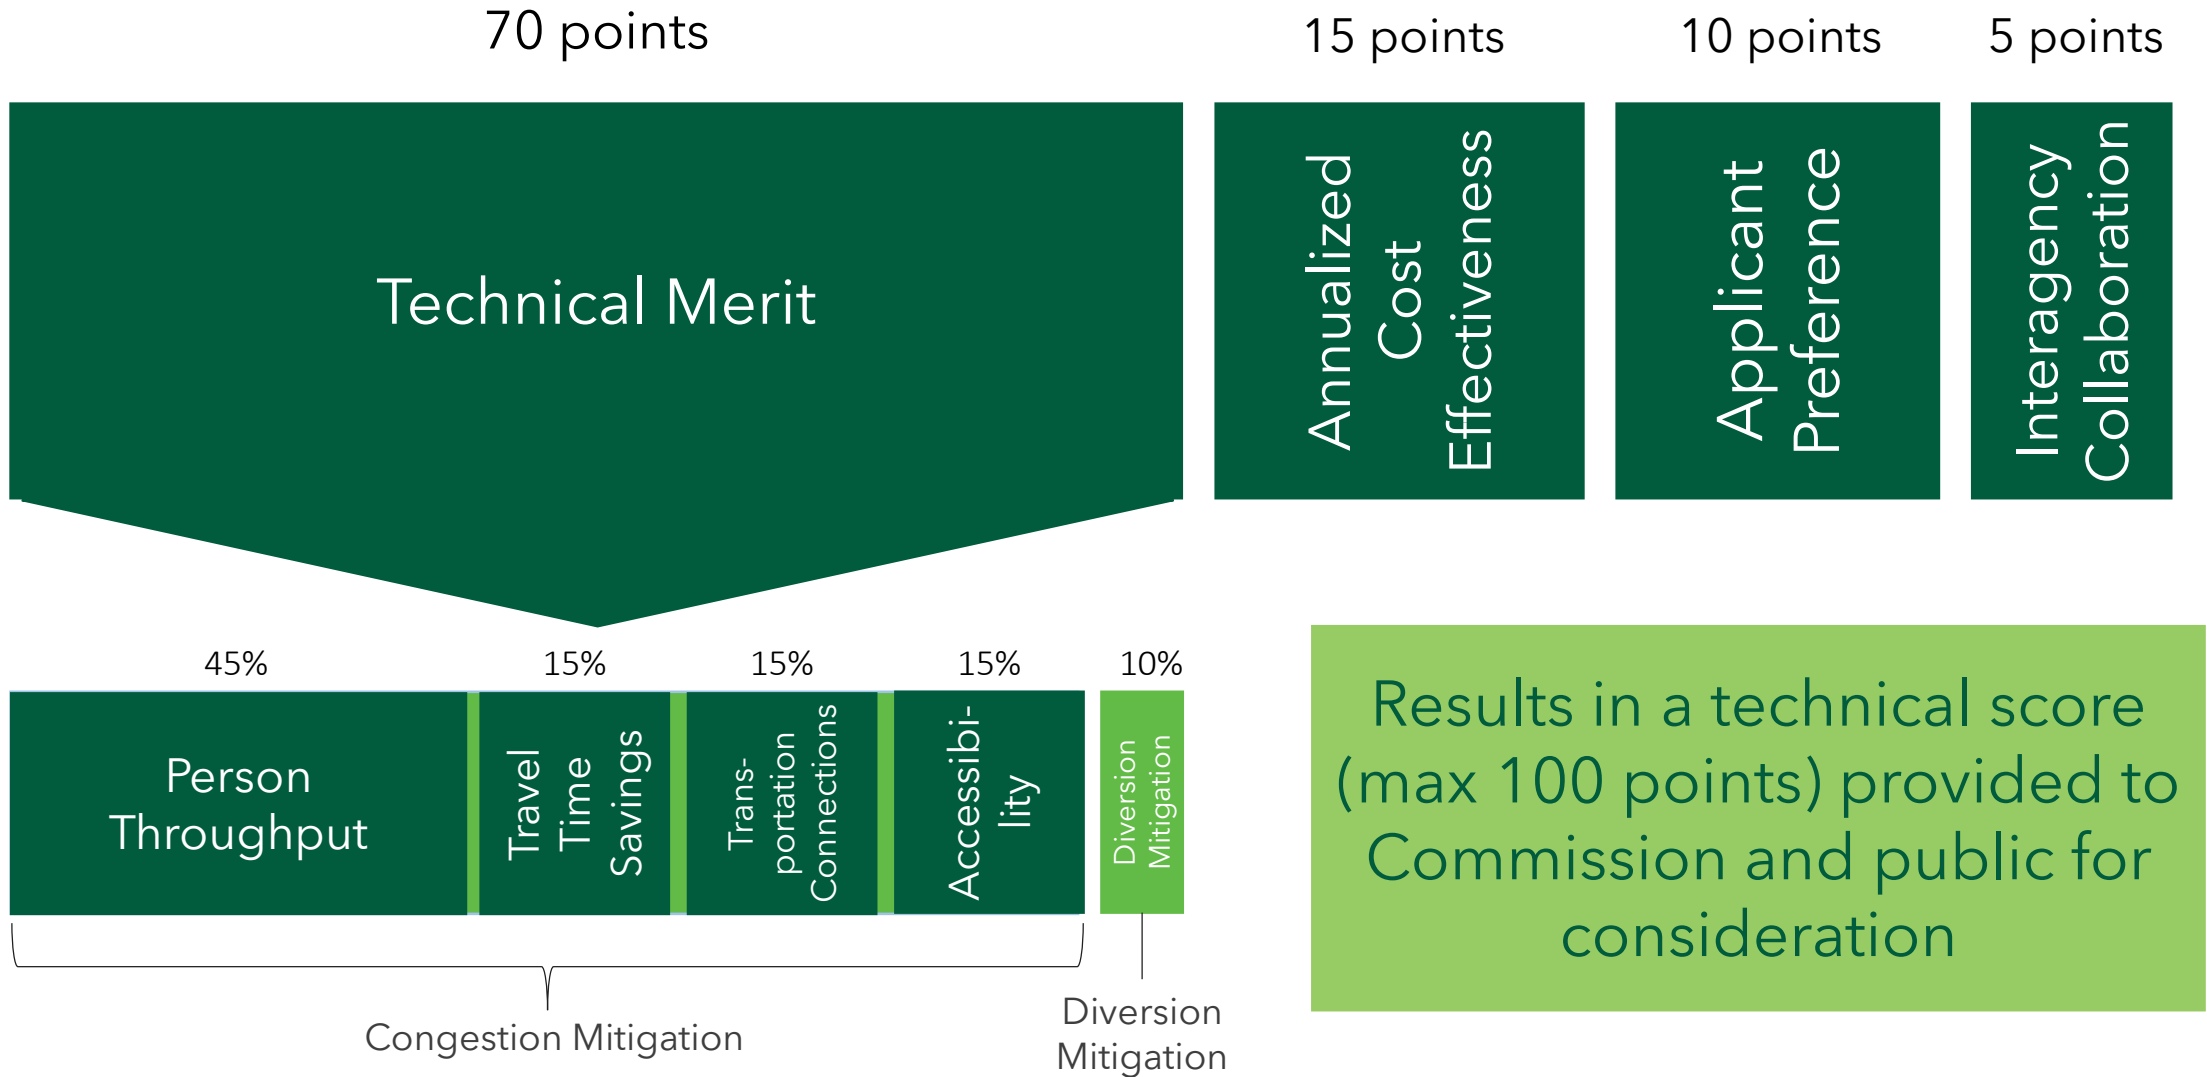 70 points
15 points
10 points
5 points
Technical Merit
Annualized
Cost
Effectiveness
Applicant
Preference
Interagency
Collaboration
45%
15%
15%
15%
10%
Person
Throughput
Travel
Time
Savings
Trans-
portation
Connections
Accessibi-
lity
Diversion
Mitigation
Congestion Mitigation
Diversion
Mitigation
Results in a technical score
(max 100 points) provided to
Commission and public for
consideration